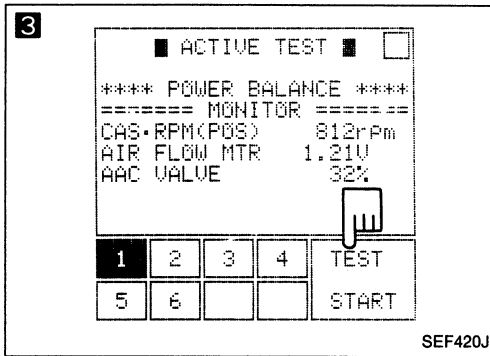 3
■ ACTIVE TEST ■
**** POWER BALANCE ****
======= MONITOR =======
CAS•RPM(POS) 812rpm
AIR FLOW MTR 1.21V
AAC VALVE 32%
1 2 3 4 TEST
5 6 START
SEF420J